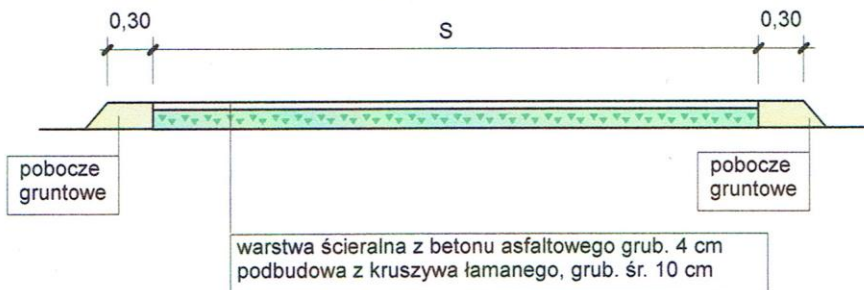 0,30
S
0,30
pobocze
gruntowe
pobocze
gruntowe
warstwa ścieralna z betonu asfaltowego grub. 4 cm
podbudowa z kruszywa łamanego, grub. śr. 10 cm